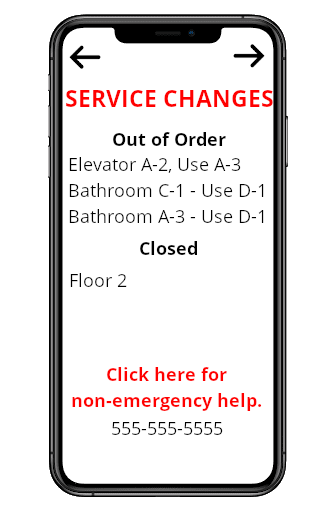 SERVICE CHANGES
Out of Order
Elevator A-2, Use A-3
Bathroom C-1 - Use D-1
Bathroom A-3 - Use D-1
Closed
Floor 2
Click here for
non-emergency help.
555-555-5555